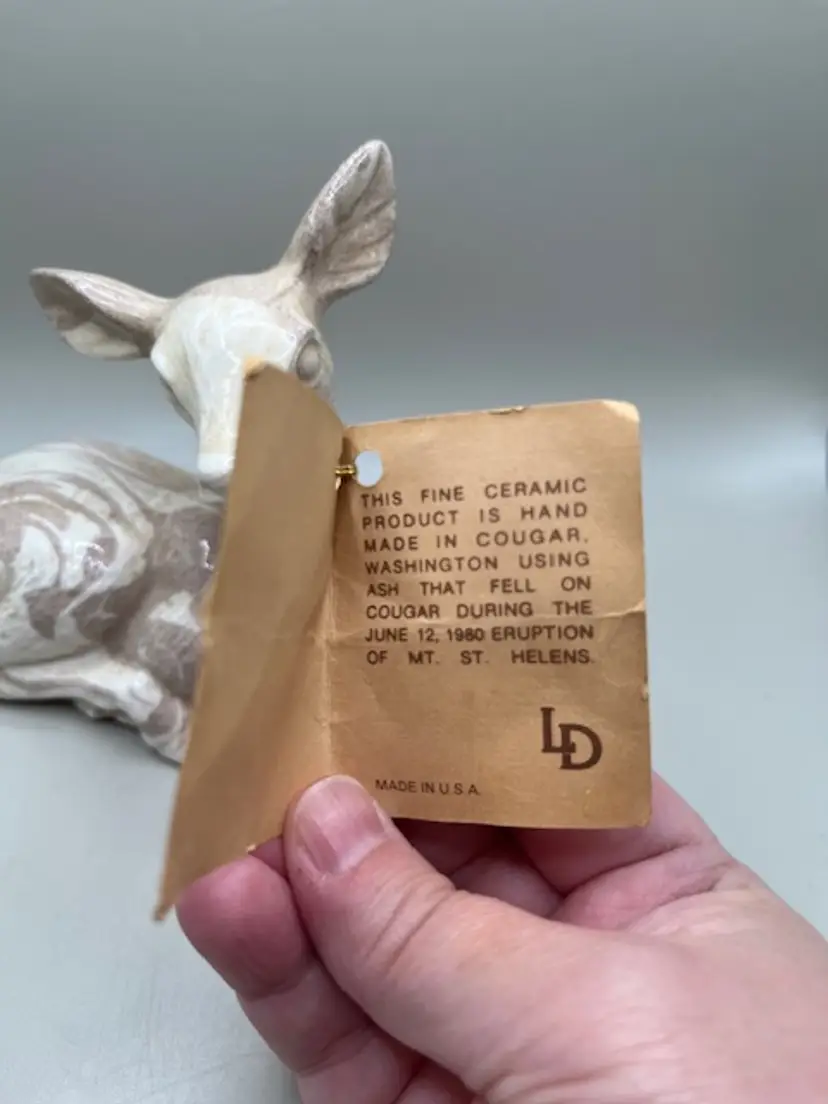 THIS FINE CERAMIC
PRODUCT IS HAND
MADE IN COUGAR,
WASHINGTON USING
ASH THAT FELL ON
COUGAR DURING THE
JUNE 12, 1980 ERUPTION
OF MT. ST. HELENS.
LD
MADE IN U.S.A.